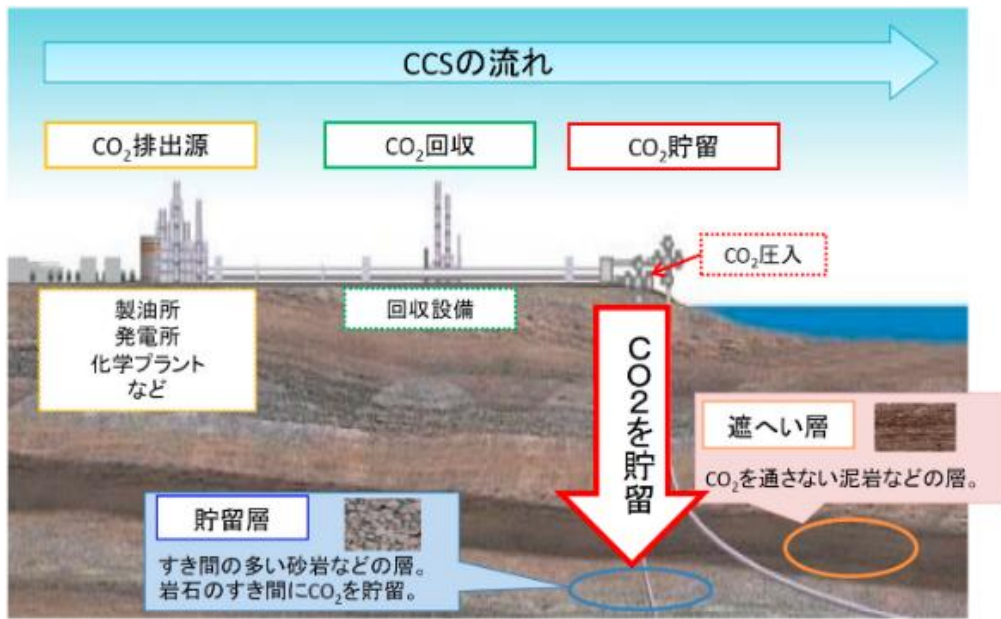 CCSの流れ
CO₂排出源
CO₂回収
CO₂貯留
CO₂圧入
製油所
発電所
化学プラント
など
回収設備
CO2を貯留
遮へい層
CO₂を通さない泥岩などの層。
貯留層
すき間の多い砂岩などの層。
岩石のすき間にCO₂を貯留。